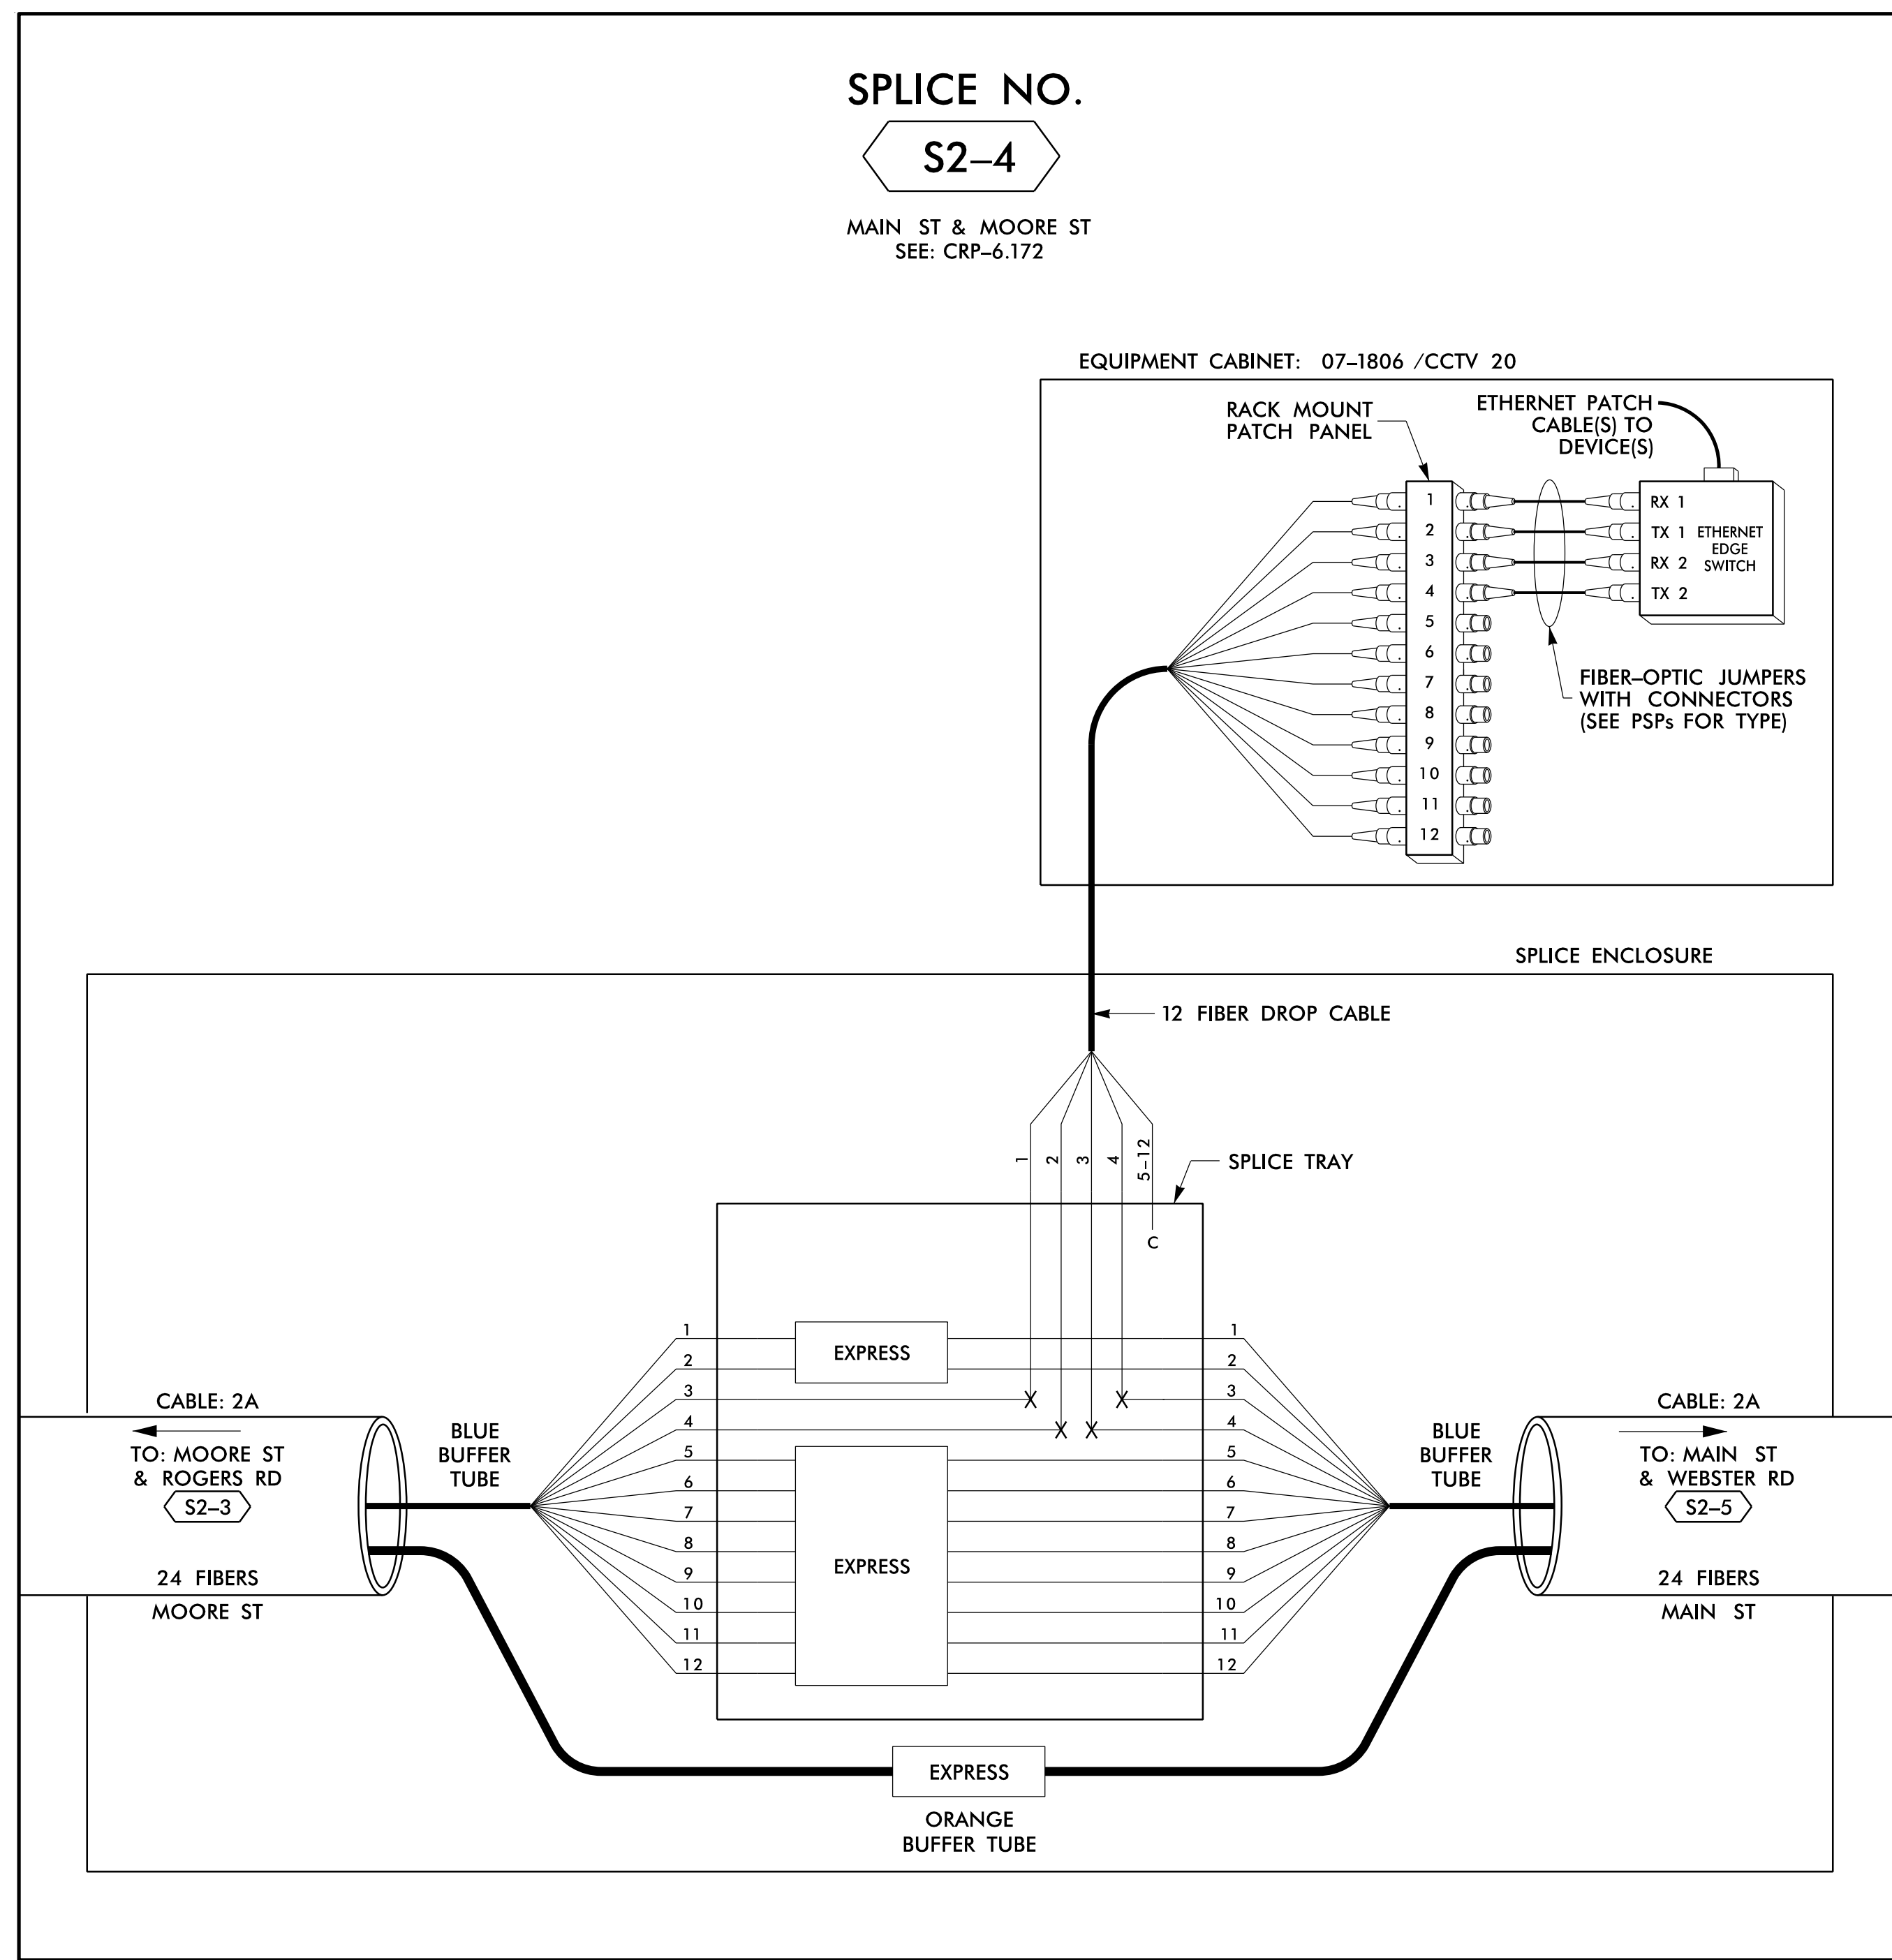 SPLICE NO.
S2-4
MAIN ST & MOORE ST
SEE: CRP-6.172
EQUIPMENT CABINET: 07-1806 /CCTV 20
RACK MOUNT
PATCH PANEL
ETHERNET PATCH
CABLE(S) TO
DEVICE(S)
1
2
3
4
5
6
7
8
9
10
11
12
RX 1
TX 1
RX 2
TX 2
ETHERNET
EDGE
SWITCH
FIBER-OPTIC JUMPERS
WITH CONNECTORS
(SEE PSPs FOR TYPE)
SPLICE ENCLOSURE
12 FIBER DROP CABLE
1
2
3
4
5-12
SPLICE TRAY
C
CABLE: 2A
TO: MOORE ST
& ROGERS RD
S2-3
24 FIBERS
MOORE ST
BLUE
BUFFER
TUBE
1
2
3
4
5
6
7
8
9
10
11
12
EXPRESS
EXPRESS
1
2
3
4
5
6
7
8
9
10
11
12
BLUE
BUFFER
TUBE
CABLE: 2A
TO: MAIN ST
& WEBSTER RD
S2-5
24 FIBERS
MAIN ST
EXPRESS
ORANGE
BUFFER TUBE